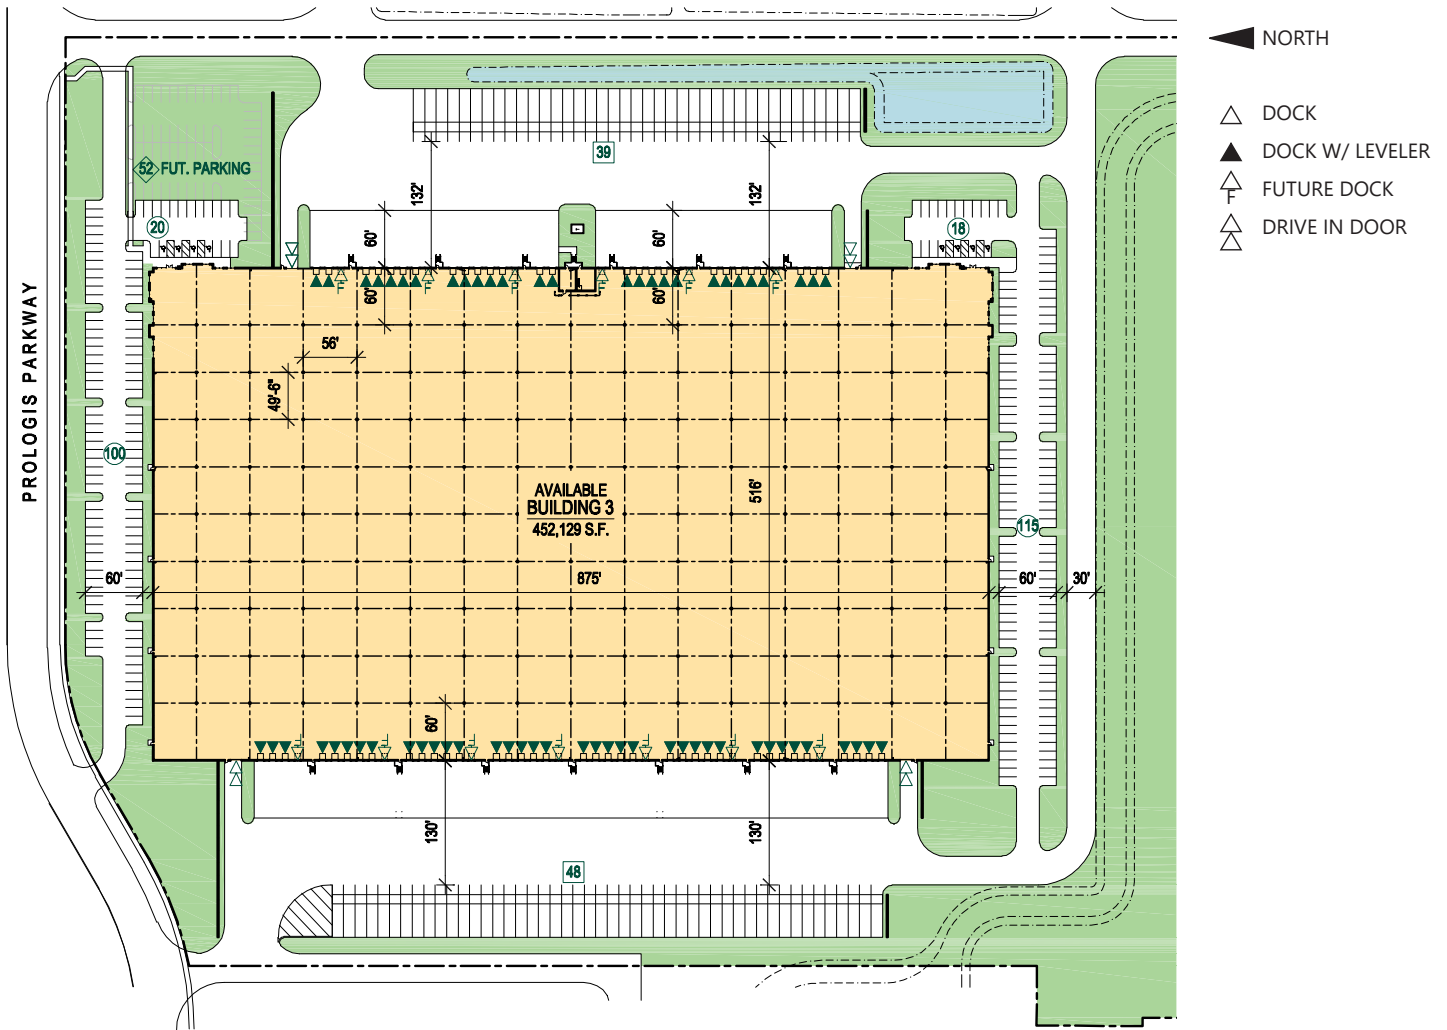 NORTH
DOCK
DOCK W/ LEVELER
F
FUTURE DOCK
DRIVE IN DOOR
39
52 FUT. PARKING
132'
132'
20
18
60'
60'
F
F
F
F
F
F
60'
60'
56'
49'-6"
PROLOGIS PARKWAY
100
AVAILABLE
BUILDING 3
452,129 S.F.
516'
115
60'
875'
60'
30'
60'
F
F
F
F
F
F
F
130'
130'
48